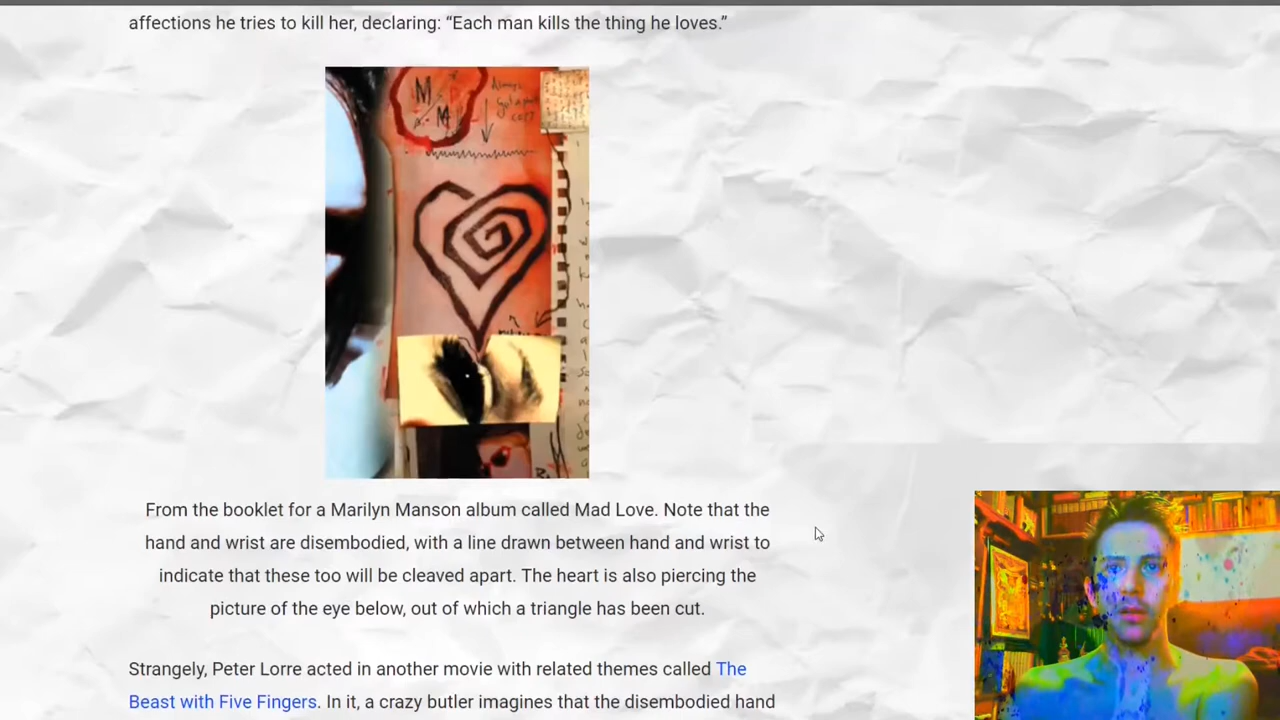 affections he tries to kill her, declaring: “Each man kills the thing he loves.”
M
M
From the booklet for a Marilyn Manson album called Mad Love. Note that the
hand and wrist are disembodied, with a line drawn between hand and wrist to
indicate that these too will be cleaved apart. The heart is also piercing the
picture of the eye below, out of which a triangle has been cut.
Strangely, Peter Lorre acted in another movie with related themes called The
Beast with Five Fingers. In it, a crazy butler imagines that the disembodied hand